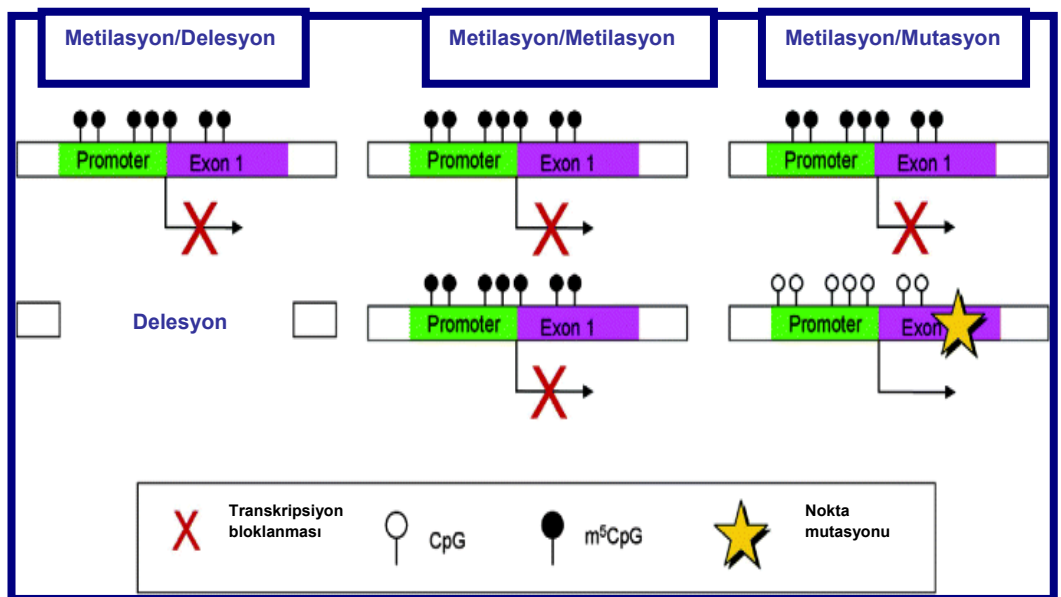 Metilasyon/Delesyon
Metilasyon/Metilasyon
Metilasyon/Mutasyon
Promoter Exon 1
Promoter Exon 1
Promoter Exon 1
Delesyon
Promoter Exon 1
Promoter Exon
Transkripsiyon
bloklanması
CpG
m⁵CpG
Nokta
mutasyonu